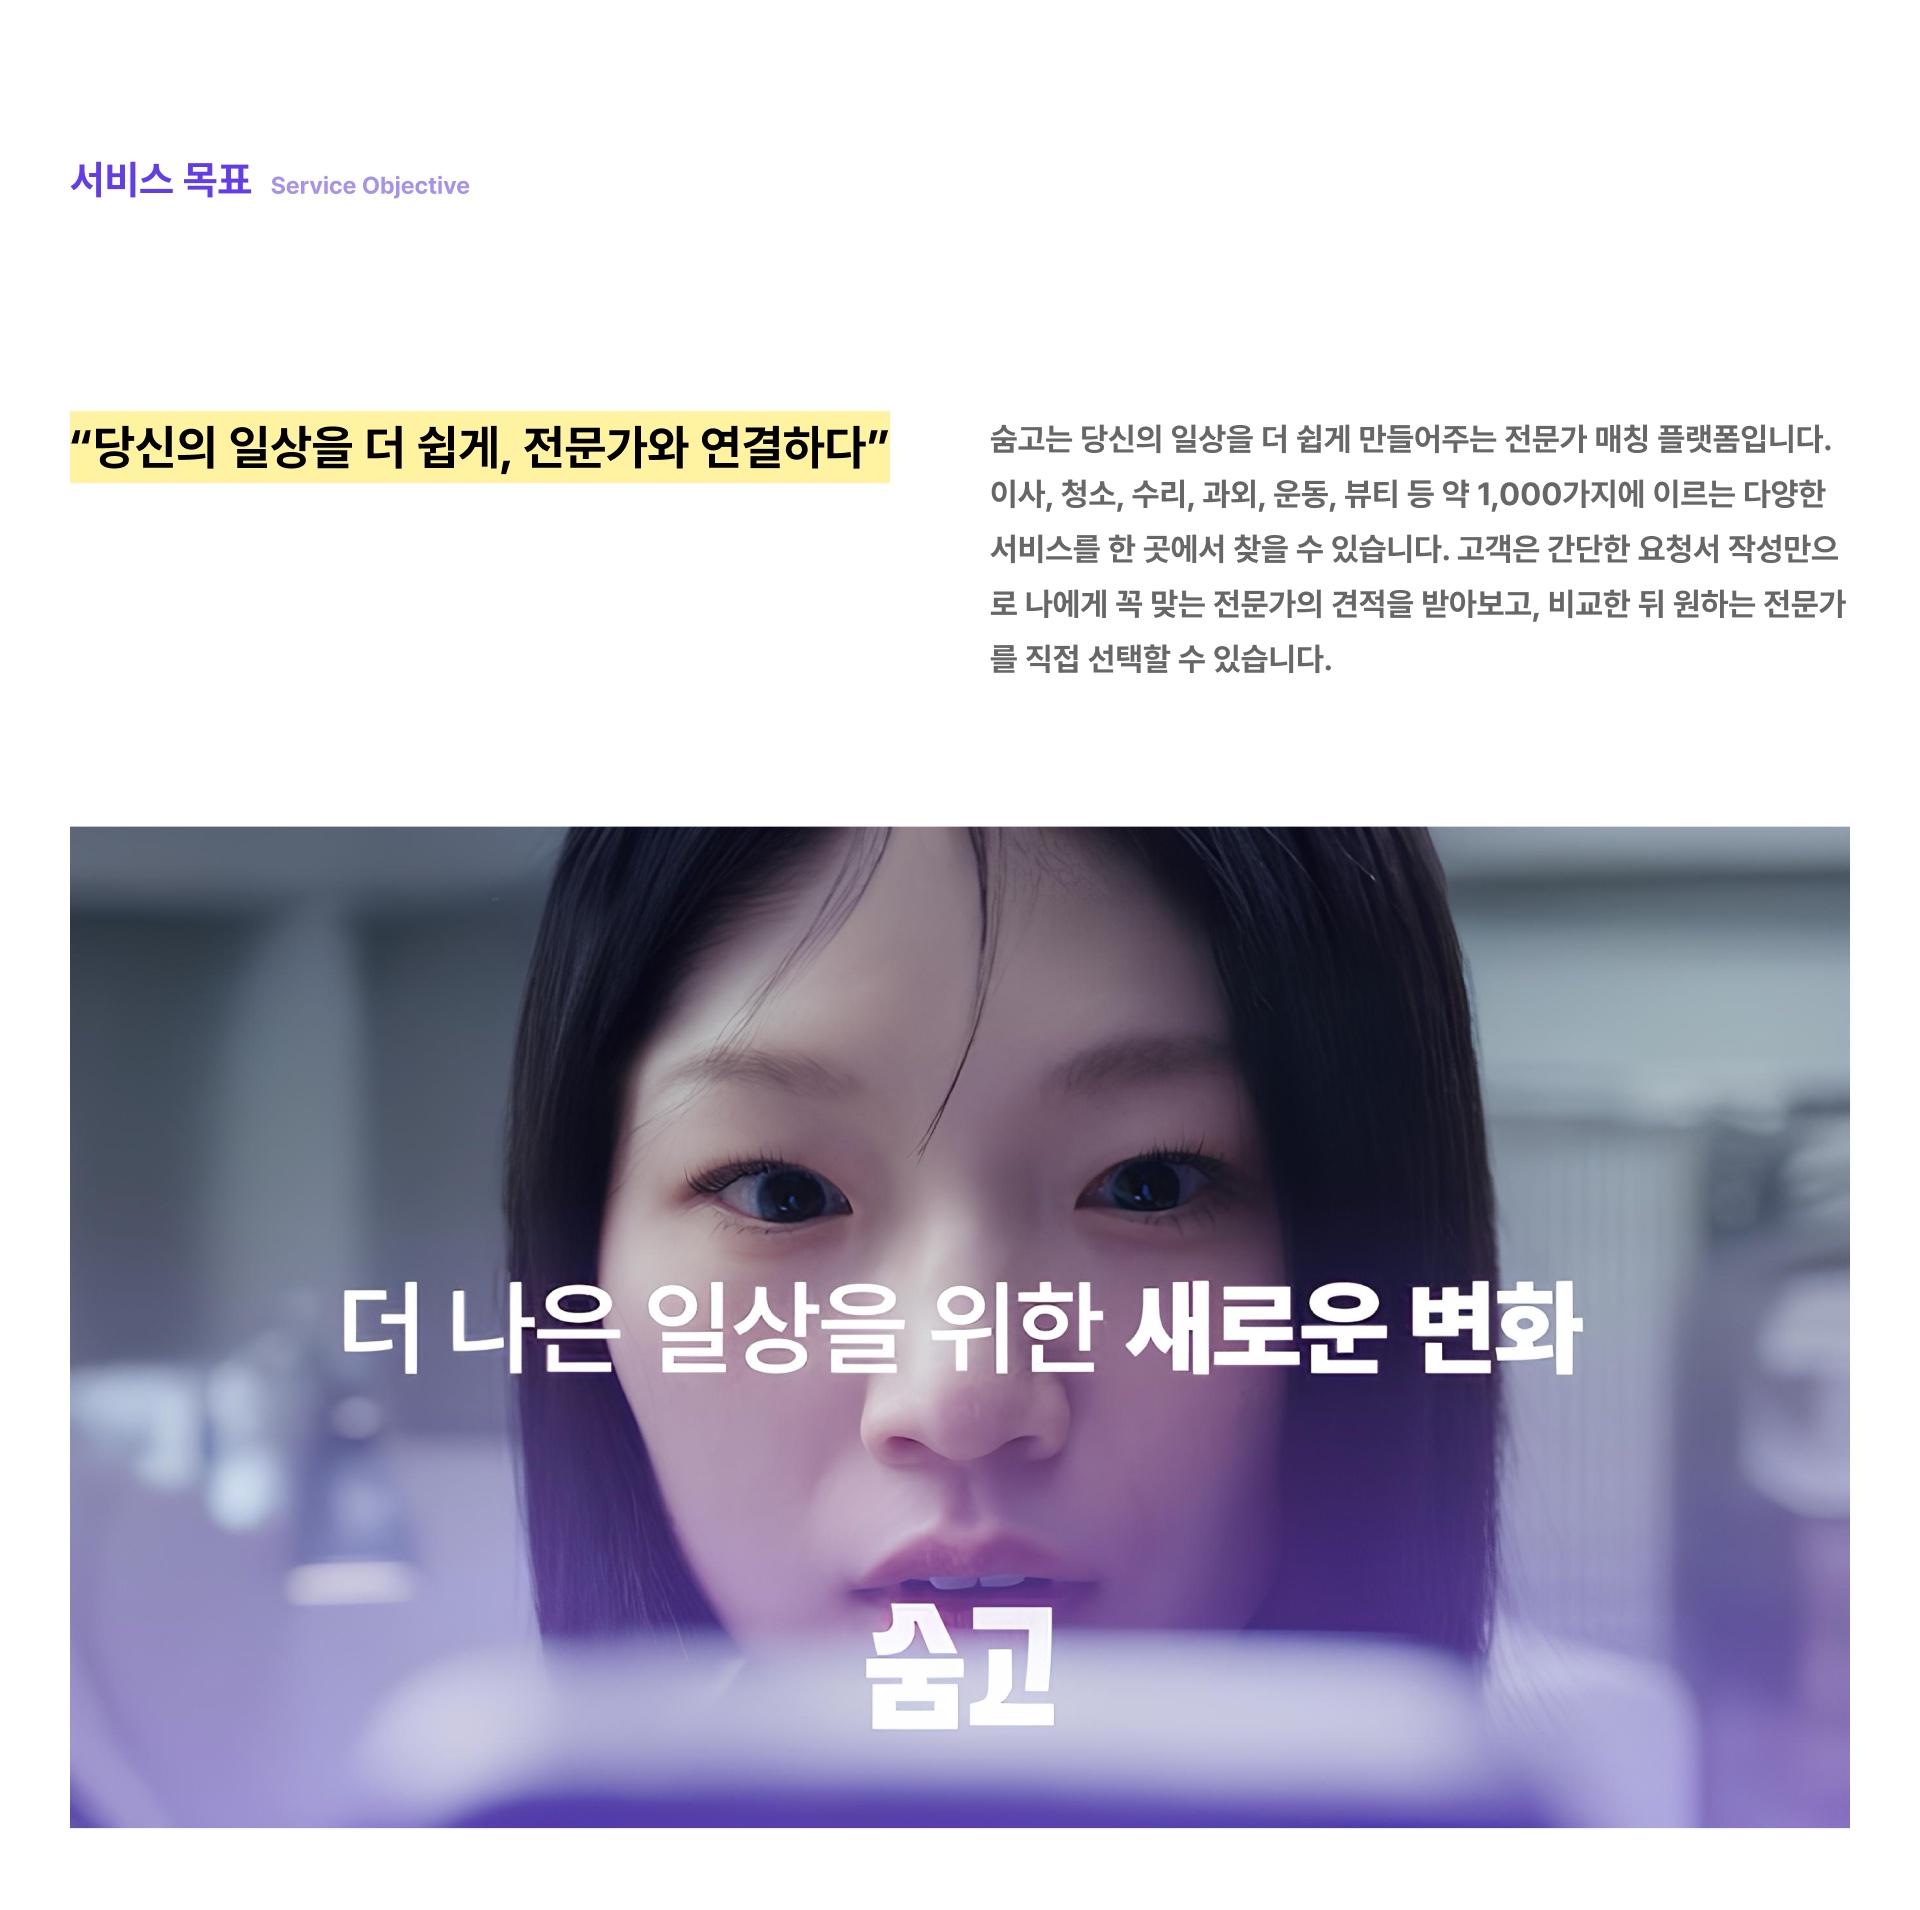 서비스 목표 Service Objective
“당신의 일상을 더 쉽게, 전문가와 연결하다”
숨고는 당신의 일상을 더 쉽게 만들어주는 전문가 매칭 플랫폼입니다.
이사, 청소, 수리, 과외, 운동, 뷰티 등 약 1,000가지에 이르는 다양한
서비스를 한 곳에서 찾을 수 있습니다. 고객은 간단한 요청서 작성만으
로 나에게 꼭 맞는 전문가의 견적을 받아보고, 비교한 뒤 원하는 전문가
를 직접 선택할 수 있습니다.
더 나은 일상을 위한 새로운 변화
숨고